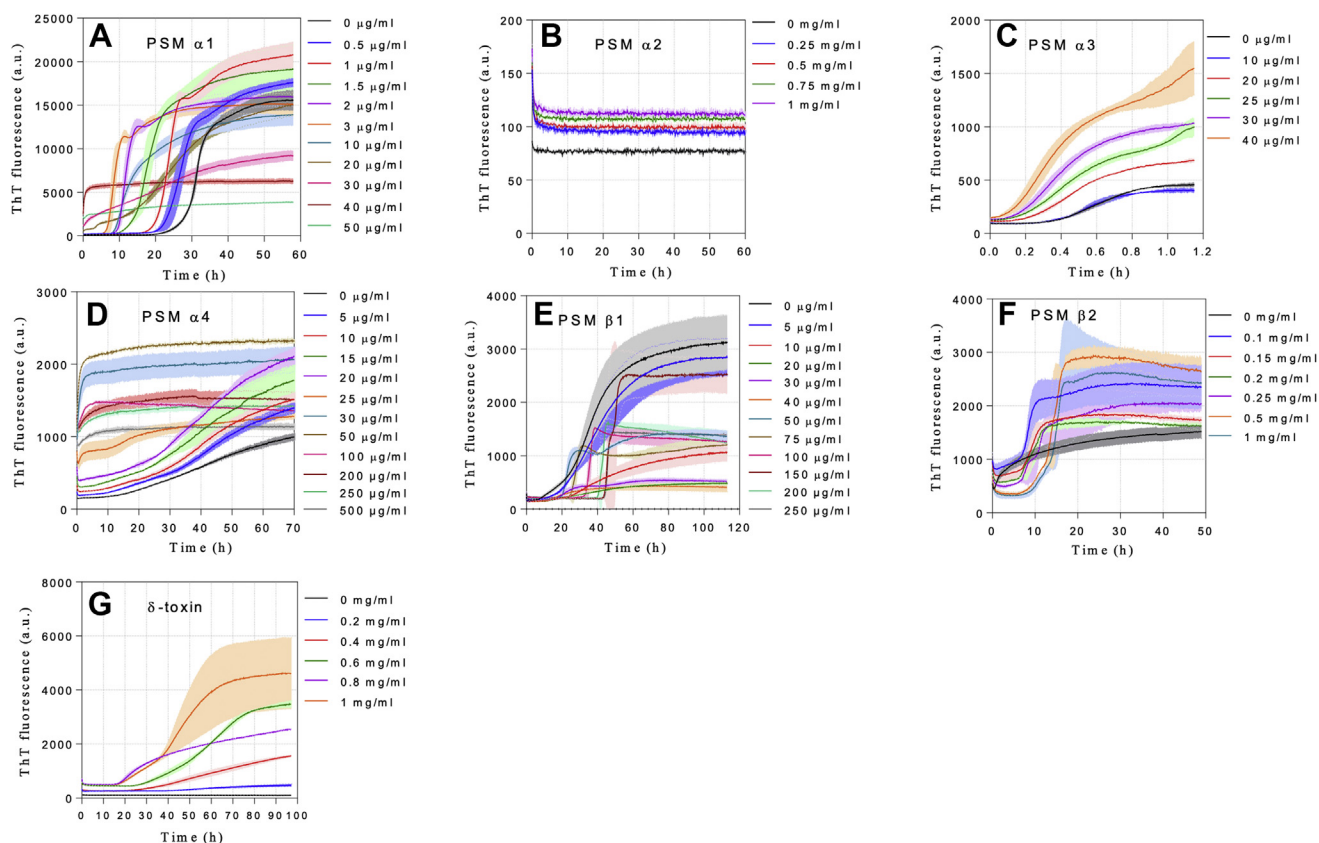 A
PSM α1
ThT fluorescence (a.u.)
25000
20000
15000
10000
5000
0
0 10 20 30 40 50 60
Time (h)
0 µg/ml
0.5 µg/ml
1 µg/ml
1.5 µg/ml
2 µg/ml
3 µg/ml
10 µg/ml
20 µg/ml
30 µg/ml
40 µg/ml
50 µg/ml
B
PSM α2
ThT fluorescence (a.u.)
200
150
100
50
0
0 10 20 30 40 50 60
Time (h)
0 mg/ml
0.25 mg/ml
0.5 mg/ml
0.75 mg/ml
1 mg/ml
C
PSM α3
ThT fluorescence (a.u.)
2000
1500
1000
500
0
0.0 0.2 0.4 0.6 0.8 1.0 1.2
Time (h)
0 µg/ml
10 µg/ml
20 µg/ml
25 µg/ml
30 µg/ml
40 µg/ml
D
PSM α4
ThT fluorescence (a.u.)
3000
2000
1000
0
0 10 20 30 40 50 60 70
Time (h)
0 µg/ml
5 µg/ml
10 µg/ml
15 µg/ml
20 µg/ml
25 µg/ml
30 µg/ml
50 µg/ml
100 µg/ml
200 µg/ml
250 µg/ml
500 µg/ml
E
PSM β1
ThT fluorescence (a.u.)
4000
3000
2000
1000
0
0 20 40 60 80 100 120
Time (h)
0 µg/ml
5 µg/ml
10 µg/ml
20 µg/ml
30 µg/ml
40 µg/ml
50 µg/ml
75 µg/ml
100 µg/ml
150 µg/ml
200 µg/ml
250 µg/ml
F
PSM β2
ThT fluorescence (a.u.)
4000
3000
2000
1000
0
0 10 20 30 40 50
Time (h)
0 mg/ml
0.1 mg/ml
0.15 mg/ml
0.2 mg/ml
0.25 mg/ml
0.5 mg/ml
1 mg/ml
G
δ-toxin
ThT fluorescence (a.u.)
8000
6000
4000
2000
0
0 10 20 30 40 50 60 70 80 90 100
Time (h)
0 mg/ml
0.2 mg/ml
0.4 mg/ml
0.6 mg/ml
0.8 mg/ml
1 mg/ml